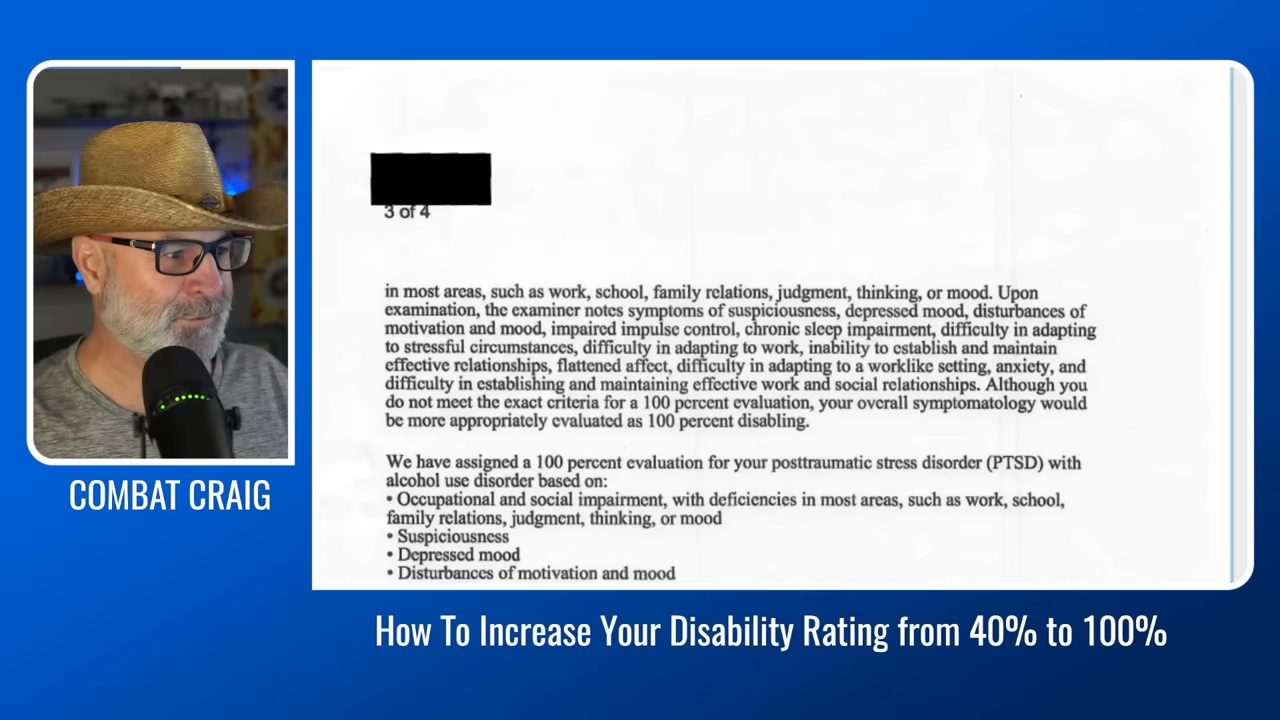 3 of 4
in most areas, such as work, school, family relations, judgment, thinking, or mood. Upon
examination, the examiner notes symptoms of suspiciousness, depressed mood, disturbances of
motivation and mood, impaired impulse control, chronic sleep impairment, difficulty in adapting
to stressful circumstances, difficulty in adapting to work, inability to establish and maintain
effective relationships, flattened affect, difficulty in adapting to a worklike setting, anxiety, and
difficulty in establishing and maintaining effective work and social relationships. Although you
do not meet the exact criteria for a 100 percent evaluation, your overall symptomatology would
be more appropriately evaluated as 100 percent disabling.
We have assigned a 100 percent evaluation for your posttraumatic stress disorder (PTSD) with
alcohol use disorder based on:
• Occupational and social impairment, with deficiencies in most areas, such as work, school,
family relations, judgment, thinking, or mood
• Suspiciousness
• Depressed mood
• Disturbances of motivation and mood
COMBAT CRAIG
How To Increase Your Disability Rating from 40% to 100%